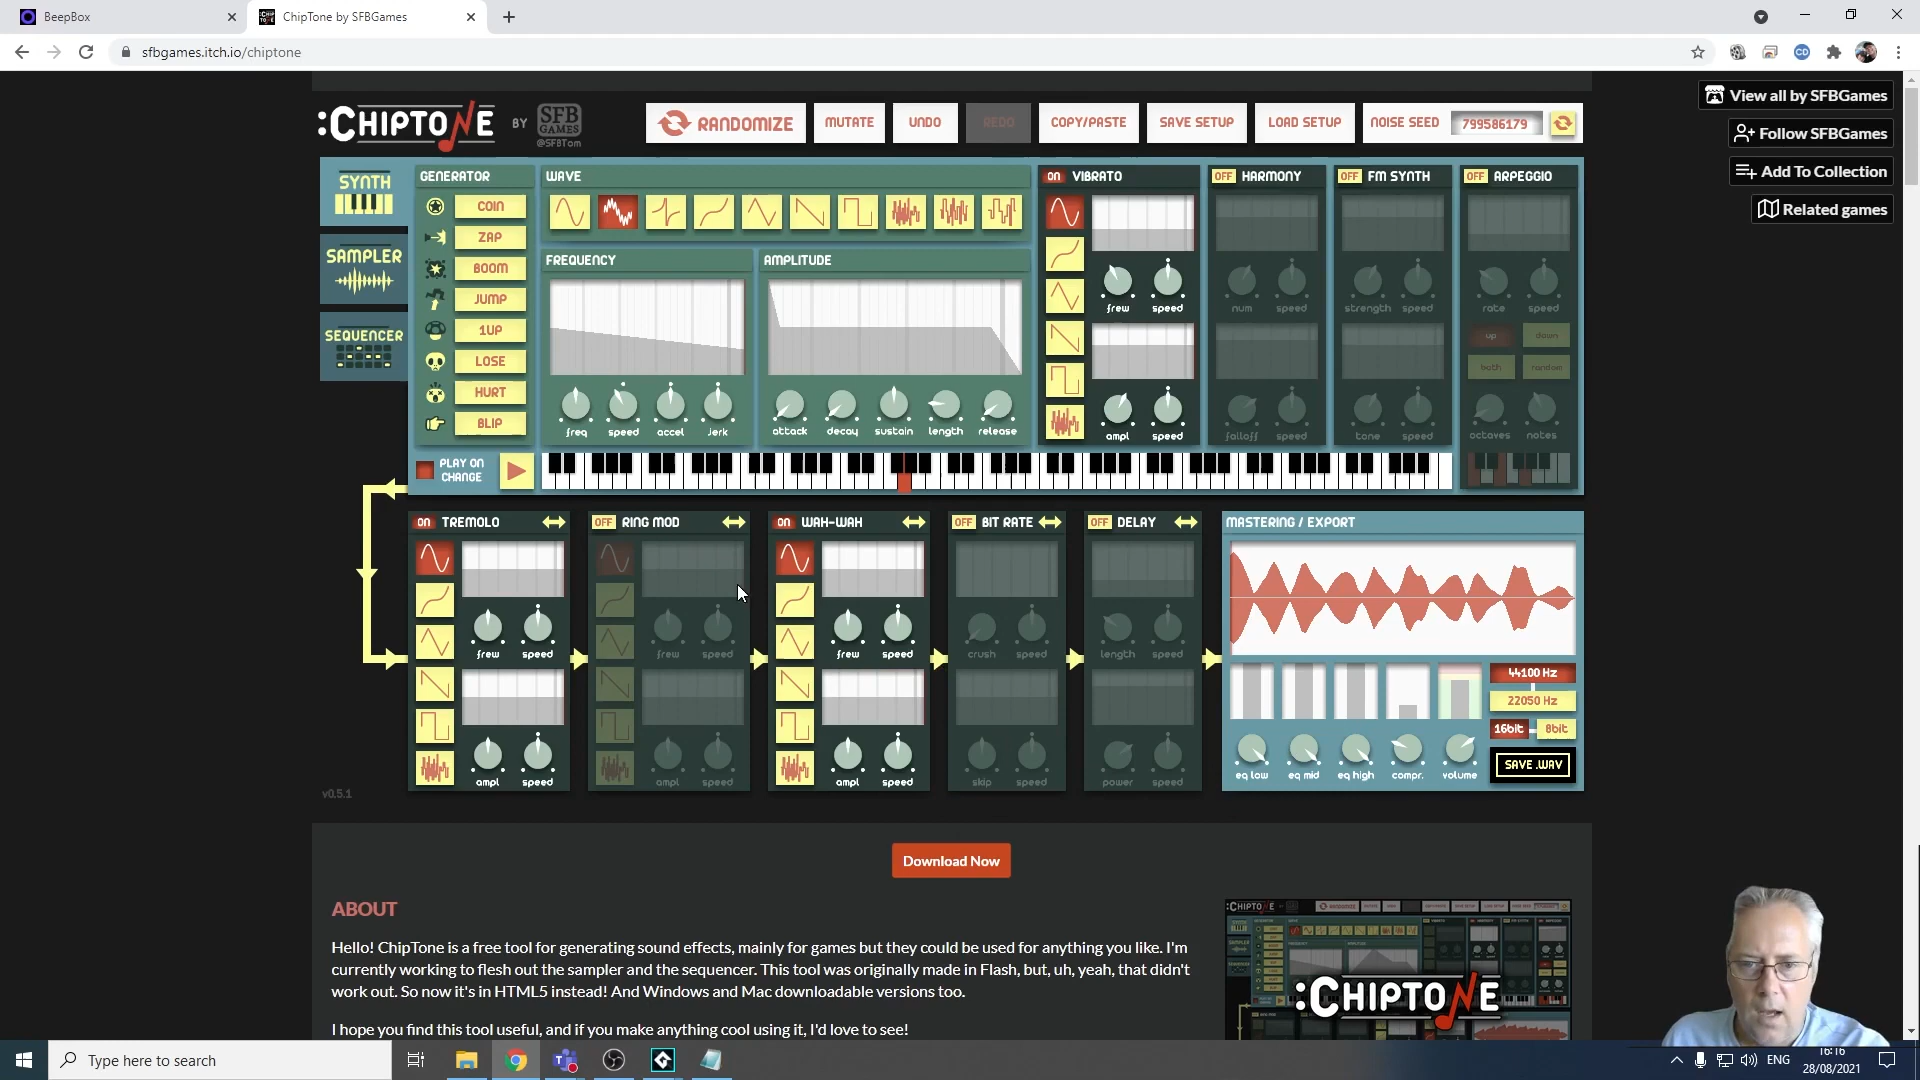 BeepBox
ChipTone by SFBGames
sfbgames.itch.io/chiptone
:CHIPTONE BY SFB GAMES @SFBTom
RANDOMIZE MUTATE UNDO REDO COPY/PASTE SAVE SETUP LOAD SETUP NOISE SEED 799586179
View all by SFBGames
Follow SFBGames
Add To Collection
Related games
SYNTH
SAMPLER
SEQUENCER
GENERATOR
COIN
ZAP
BOOM
JUMP
1UP
LOSE
HURT
BLIP
PLAY ON
CHANGE
WAVE
FREQUENCY
freq speed accel jerk
AMPLITUDE
attack decay sustain length release
ON VIBRATO
freq speed
ampl speed
OFF HARMONY
num speed
falloff speed
OFF FM SYNTH
strength speed
tone speed
OFF ARPEGGIO
rate speed
up down
both random
octaves notes
ON TREMOLO
freq speed
ampl speed
OFF RING MOD
freq speed
ampl speed
ON WAH-WAH
freq speed
ampl speed
OFF BIT RATE
crush speed
skip speed
OFF DELAY
length speed
power speed
MASTERING / EXPORT
eq low eq mid eq high compr. volume
44100 Hz
22050 Hz
16bit 8bit
SAVE .WAV
v0.5.1
Download Now
ABOUT
Hello! ChipTone is a free tool for generating sound effects, mainly for games but they could be used for anything you like. I'm
currently working to flesh out the sampler and the sequencer. This tool was originally made in Flash, but, uh, yeah, that didn't
work out. So now it's in HTML5 instead! And Windows and Mac downloadable versions too.
I hope you find this tool useful, and if you make anything cool using it, I'd love to see!
:CHIPTONE
Type here to search
ENG
16:16
28/08/2021